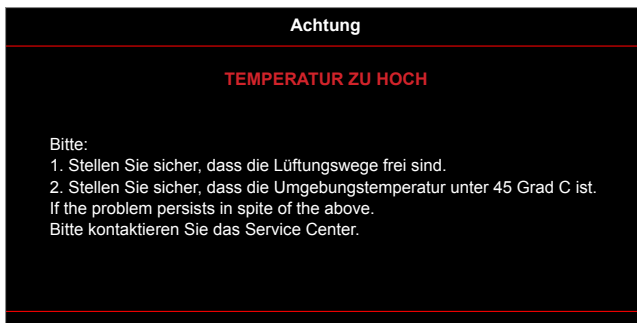 Achtung
TEMPERATUR ZU HOCH
Bitte:
1. Stellen Sie sicher, dass die Lüftungswege frei sind.
2. Stellen Sie sicher, dass die Umgebungstemperatur unter 45 Grad C ist.
If the problem persists in spite of the above.
Bitte kontaktieren Sie das Service Center.